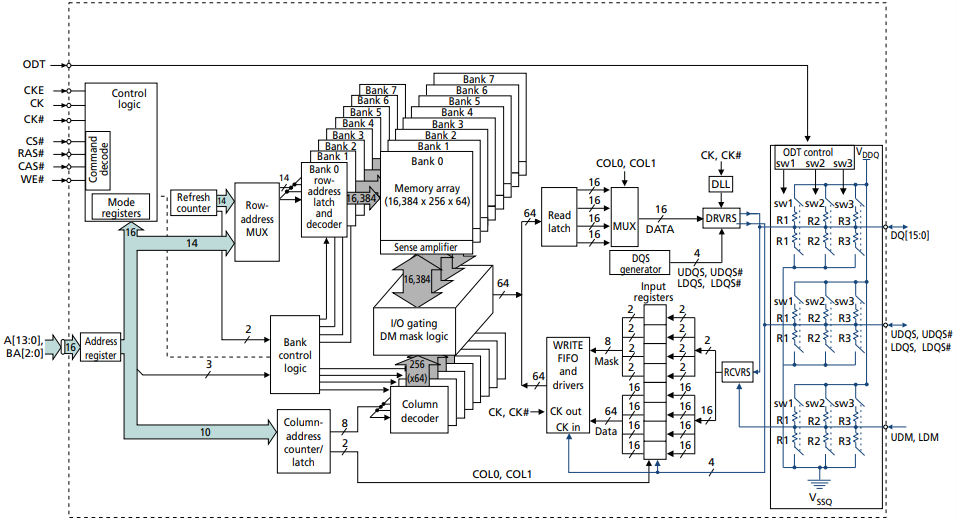 ODT
CKE
CK
CK#
CS#
RAS#
CAS#
WE#
Control
logic
Command
decode
Mode
registers
16
Refresh
counter
14
14
Row-
address
MUX
14
Bank 7
Bank 6
Bank 5
Bank 4
Bank 3
Bank 2
Bank 1
Bank 0
row-
address
latch
and
decoder
16,384
Bank 7
Bank 6
Bank 5
Bank 4
Bank 3
Bank 2
Bank 1
Bank 0
Memory array
(16,384 x 256 x 64)
Sense amplifier
16,384
64
I/O gating
DM mask logic
256
(x64)
Column
decoder
A[13:0],
BA[2:0]
16
Address
register
2
3
Bank
control
logic
10
Column-
address
counter/
latch
8
2
COL0, COL1
64
Read
latch
16
16
16
16
COL0, COL1
MUX
16
DATA
CK, CK#
DLL
DRVRS
DQS
generator
4
UDQS, UDQS#
LDQS, LDQS#
Input
registers
64
WRITE
FIFO
and
drivers
CK out
CK in
CK, CK#
8
Mask
64
Data
2
2
2
2
16
16
16
16
2
2
2
2
16
16
16
16
2
16
4
RCVRS
ODT control
sw1 sw2 sw3
VDDQ
sw1 sw2 sw3
R1 R2 R3
R1 R2 R3
DQ[15:0]
sw1 sw2 sw3
R1 R2 R3
R1 R2 R3
UDQS, UDQS#
LDQS, LDQS#
sw1 sw2 sw3
R1 R2 R3
R1 R2 R3
UDM, LDM
VSSQ